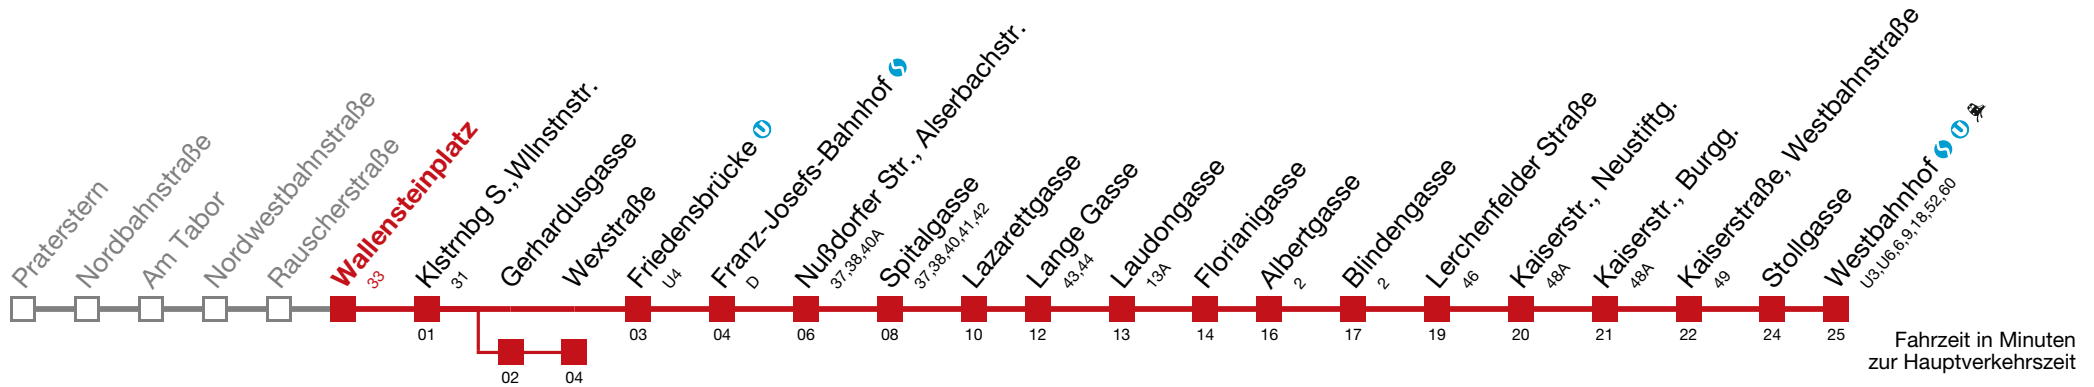 Praterstern
Nordbahnstraße
Am Tabor
Nordwestbahnstraße
Rauscherstraße
Wallensteinplatz
33
Klstrnbg S.,Wllnstnstr.
31
01
Gerhardusgasse
02
Wexstraße
04
Friedensbrücke U
U4
03
Franz-Josefs-Bahnhof S
D
04
Nußdorfer Str., Alserbachstr.
37,38,40A
06
Spitalgasse
37,38,40,41,42
08
Lazarettgasse
10
Lange Gasse
43,44
12
Laudongasse
13A
13
Florianigasse
14
Albertgasse
2
16
Blindengasse
2
17
Lerchenfelder Straße
46
19
Kaiserstr., Neustiftg.
48A
20
Kaiserstr., Burgg.
48A
21
Kaiserstraße, Westbahnstraße
49
22
Stollgasse
24
Westbahnhof S U
U3,U6,6,9,18,52,60
25
Fahrzeit in Minuten
zur Hauptverkehrszeit